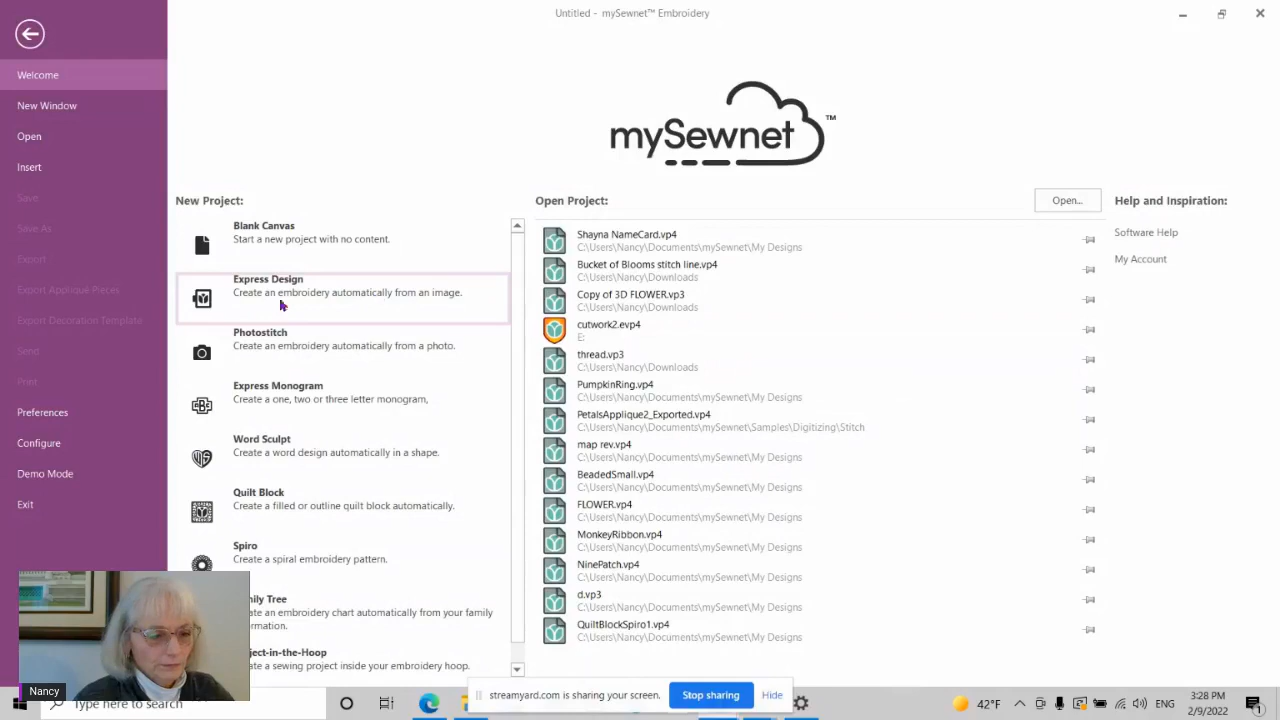 Untitled - mySewnet™ Embroidery
Welcome
New Window
Open
Insert
Save
Save As
Export
Export Appliqué Pieces
Export Decoration Template
Send
Print
Preferences
Configure
Demo Mode
Exit
mySewnet™
New Project:
Blank Canvas
Start a new project with no content.
Express Design
Create an embroidery automatically from an image.
Photostitch
Create an embroidery automatically from a photo.
Express Monogram
Create a one, two or three letter monogram,
Word Sculpt
Create a word design automatically in a shape.
Quilt Block
Create a filled or outline quilt block automatically.
Spiro
Create a spiral embroidery pattern.
mily Tree
ate an embroidery chart automatically from your family
ormation.
ject-in-the-Hoop
ate a sewing project inside your embroidery hoop.
Open Project:
Open...
Shayna NameCard.vp4
C:\Users\Nancy\Documents\mySewnet\My Designs
Bucket of Blooms stitch line.vp4
C:\Users\Nancy\Downloads
Copy of 3D FLOWER.vp3
C:\Users\Nancy\Downloads
cutwork2.evp4
E:
thread.vp3
C:\Users\Nancy\Downloads
PumpkinRing.vp4
C:\Users\Nancy\Documents\mySewnet\My Designs
PetalsApplique2_Exported.vp4
C:\Users\Nancy\Documents\mySewnet\Samples\Digitizing\Stitch
map rev.vp4
C:\Users\Nancy\Documents\mySewnet\My Designs
BeadedSmall.vp4
C:\Users\Nancy\Documents\mySewnet\My Designs
FLOWER.vp4
C:\Users\Nancy\Documents\mySewnet\My Designs
MonkeyRibbon.vp4
C:\Users\Nancy\Documents\mySewnet\My Designs
NinePatch.vp4
C:\Users\Nancy\Documents\mySewnet\My Designs
d.vp3
C:\Users\Nancy\Documents\mySewnet\My Designs
QuiltBlockSpiro1.vp4
C:\Users\Nancy\Documents\mySewnet\My Designs
Help and Inspiration:
Software Help
My Account
Nancy
streamyard.com is sharing your screen.
Stop sharing
Hide
Type here to search
42°F
ENG
3:28 PM
2/9/2022
1